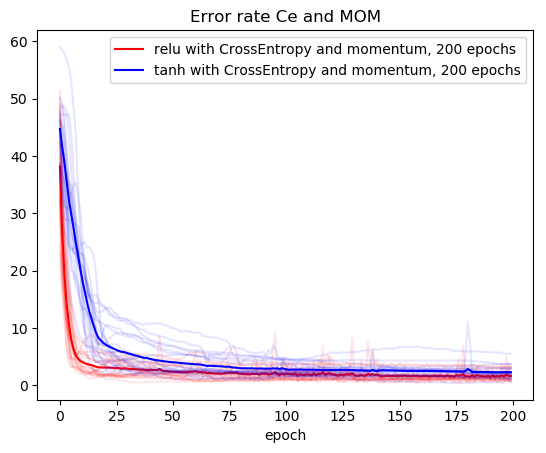 Error rate Ce and MOM
relu with CrossEntropy and momentum, 200 epochs
tanh with CrossEntropy and momentum, 200 epochs
60
50
40
30
20
10
0
0 25 50 75 100 125 150 175 200
epoch